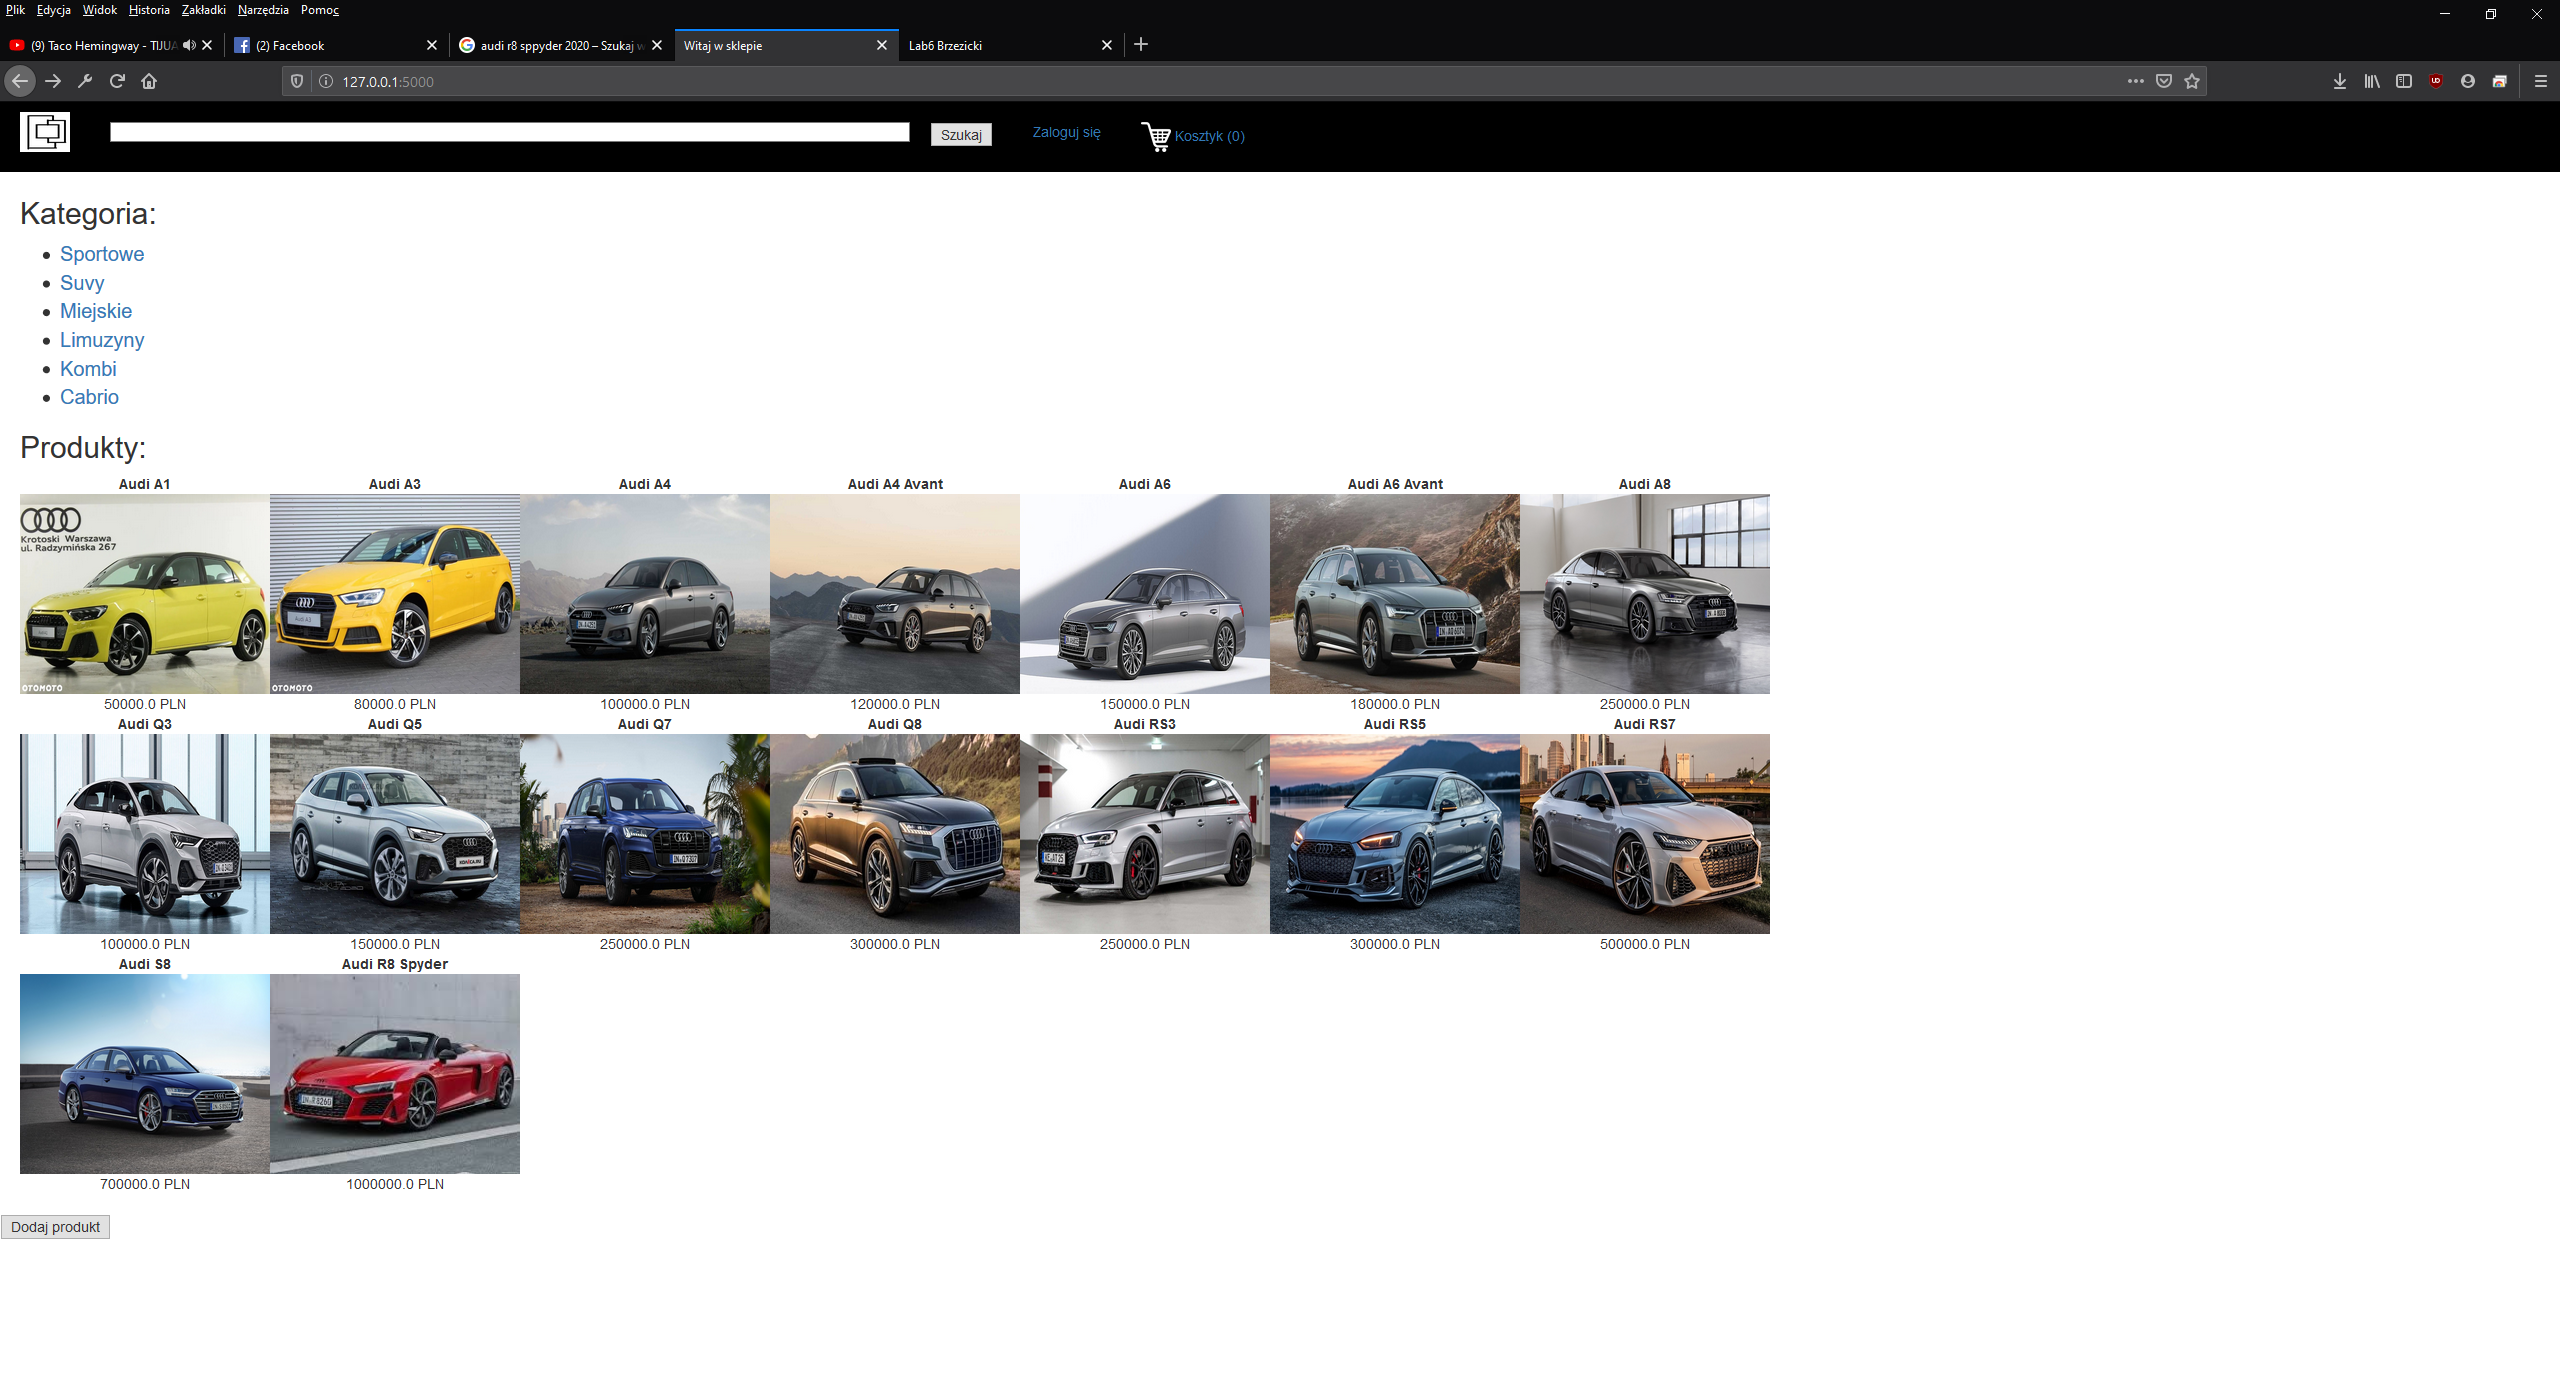 Plik Edycja Widok Historia Zakładki Narzędzia Pomoc
(9) Taco Hemingway - TIJUA
(2) Facebook
audi r8 sppyder 2020 – Szukaj w
Witaj w sklepie
Lab6 Brzezicki
127.0.0.1:5000
Szukaj
Zaloguj się
Kosztyk (0)
Kategoria:
Sportowe
Suvy
Miejskie
Limuzyny
Kombi
Cabrio
Produkty:
Audi A1 Audi A3 Audi A4 Audi A4 Avant Audi A6 Audi A6 Avant Audi A8
Krotoski Warszawa
ul. Radzymińska 267
OTOMOTO OTOMOTO
50000.0 PLN 80000.0 PLN 100000.0 PLN 120000.0 PLN 150000.0 PLN 180000.0 PLN 250000.0 PLN
Audi Q3 Audi Q5 Audi Q7 Audi Q8 Audi RS3 Audi RS5 Audi RS7
100000.0 PLN 150000.0 PLN 250000.0 PLN 300000.0 PLN 250000.0 PLN 300000.0 PLN 500000.0 PLN
Audi S8 Audi R8 Spyder
700000.0 PLN 1000000.0 PLN
Dodaj produkt